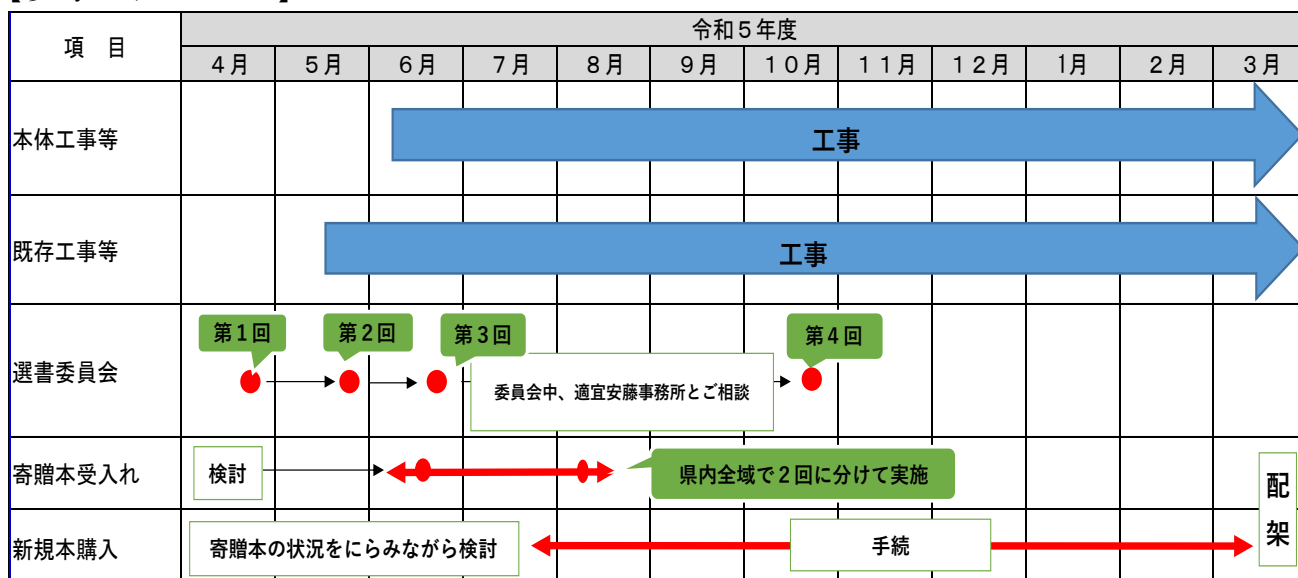 項 目
令和５年度
４月 ５月 ６月 ７月 ８月 ９月 １０月 １１月 １２月 1月 ２月 ３月
本体工事等
工事
既存工事等
工事
選書委員会
第１回
第２回
第３回
第４回
委員会中、適宜安藤事務所とご相談
寄贈本受入れ
検討
県内全域で２回に分けて実施
新規本購入
寄贈本の状況をにらみながら検討
手続
配
架